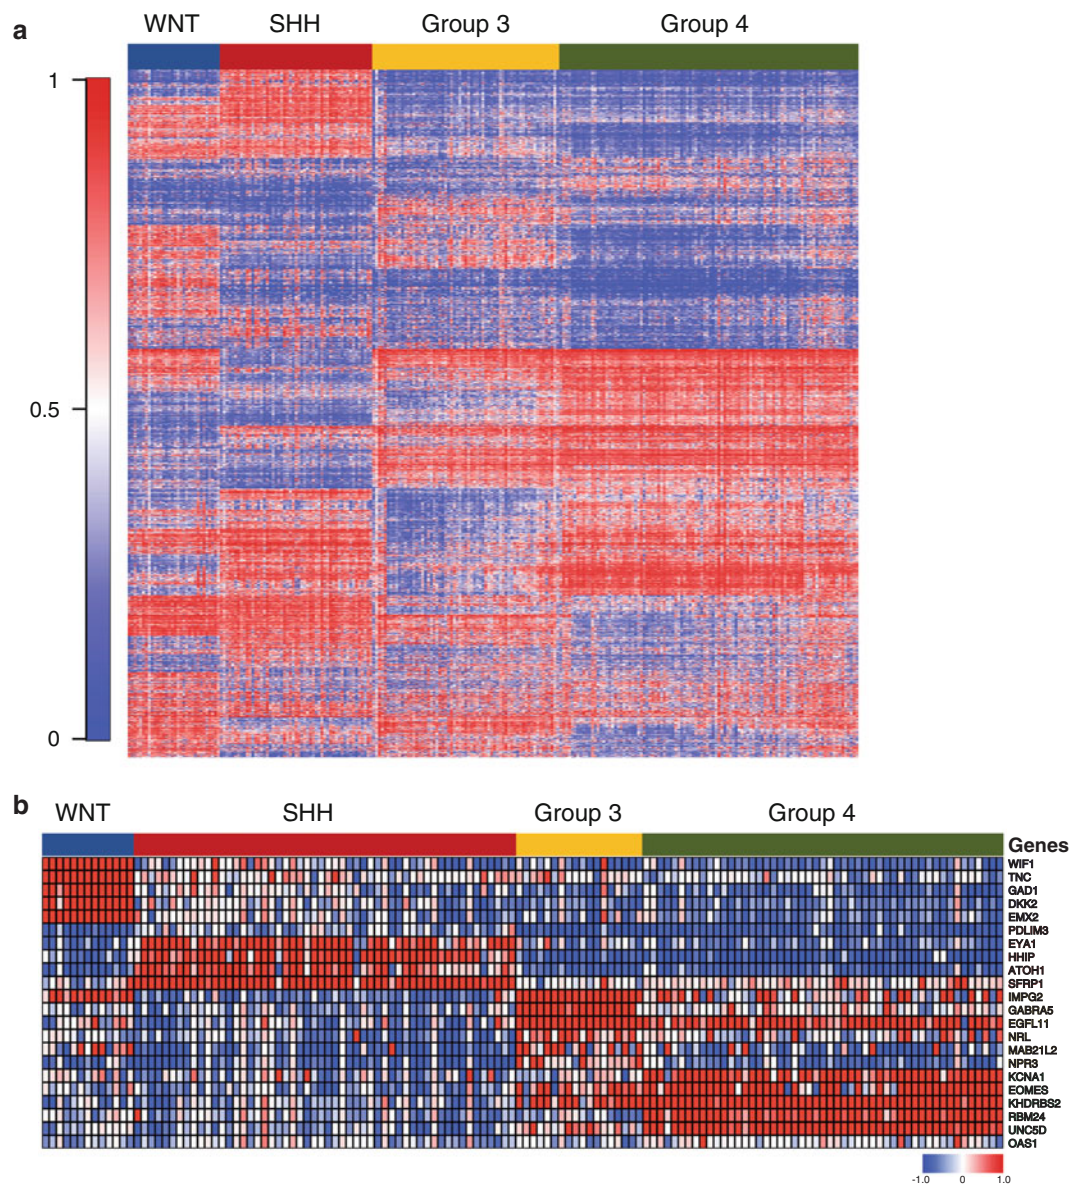 a
WNT SHH Group 3 Group 4
1
0.5
0
b
WNT SHH Group 3 Group 4
Genes
WIF1
TNC
GAD1
DKK2
EMX2
PDLIM3
EYA1
HHIP
ATOH1
SFRP1
IMPG2
GABRA5
EGFL11
NRL
MAB21L2
NPR3
KCNA1
EOMES
KHDRBS2
RBM24
UNC5D
OAS1
-1.0 0 1.0